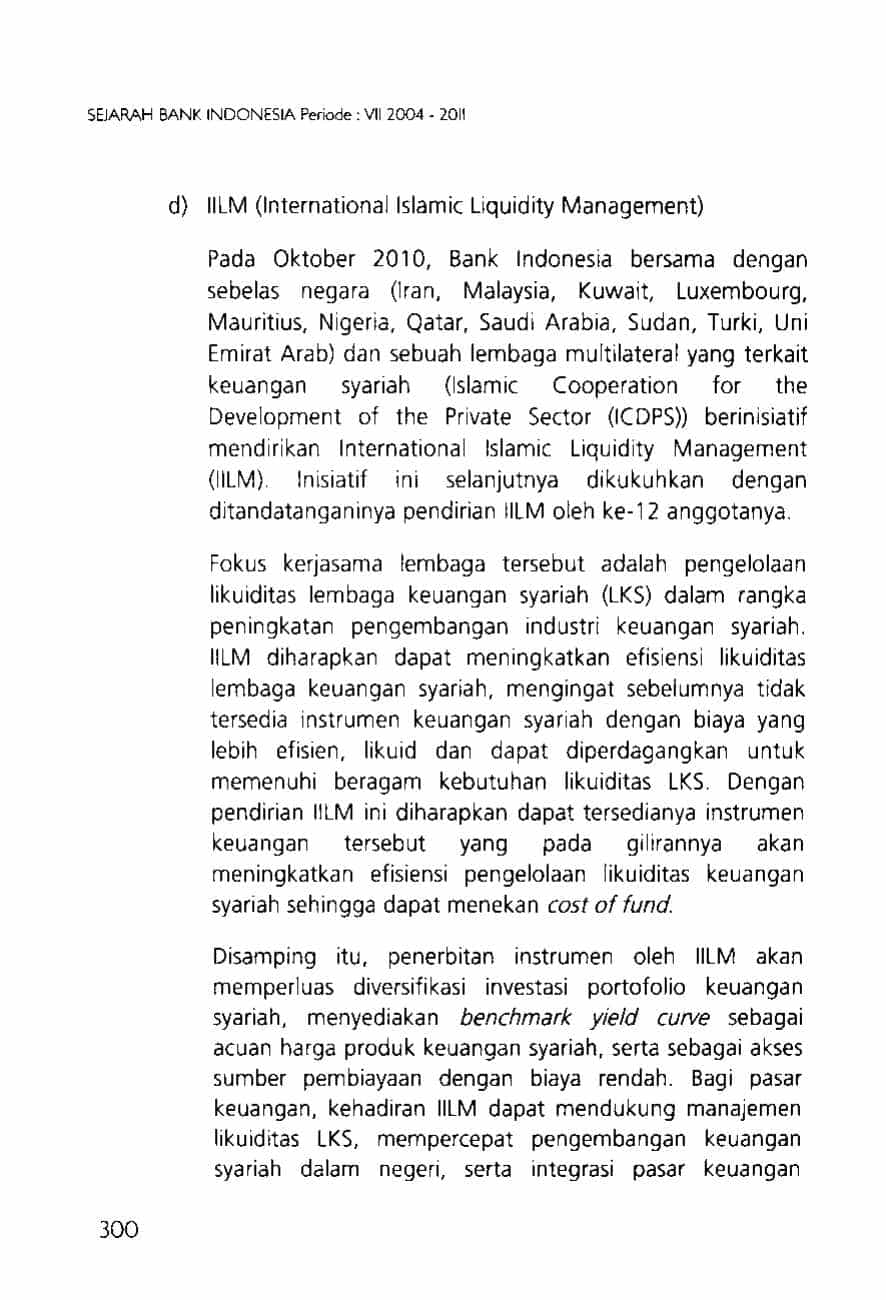 SEJARAH BANK INDONESIA Periode : VII 2004 - 2011
d) IILM (International Islamic Liquidity Management)
Pada Oktober 2010, Bank Indonesia bersama dengan
sebelas negara (Iran, Malaysia, Kuwait, Luxembourg,
Mauritius, Nigeria, Qatar, Saudi Arabia, Sudan, Turki, Uni
Emirat Arab) dan sebuah lembaga multilateral yang terkait
keuangan syariah (Islamic Cooperation for the
Development of the Private Sector (ICDPS)) berinisiatif
mendirikan International Islamic Liquidity Management
(IILM). Inisiatif ini selanjutnya dikukuhkan dengan
ditandatanganinya pendirian IILM oleh ke-12 anggotanya.
Fokus kerjasama lembaga tersebut adalah pengelolaan
likuiditas lembaga keuangan syariah (LKS) dalam rangka
peningkatan pengembangan industri keuangan syariah.
IILM diharapkan dapat meningkatkan efisiensi likuiditas
lembaga keuangan syariah, mengingat sebelumnya tidak
tersedia instrumen keuangan syariah dengan biaya yang
lebih efisien, likuid dan dapat diperdagangkan untuk
memenuhi beragam kebutuhan likuiditas LKS. Dengan
pendirian IILM ini diharapkan dapat tersedianya instrumen
keuangan tersebut yang pada gilirannya akan
meningkatkan efisiensi pengelolaan likuiditas keuangan
syariah sehingga dapat menekan cost of fund.
Disamping itu, penerbitan instrumen oleh IILM akan
memperluas diversifikasi investasi portofolio keuangan
syariah, menyediakan benchmark yield curve sebagai
acuan harga produk keuangan syariah, serta sebagai akses
sumber pembiayaan dengan biaya rendah. Bagi pasar
keuangan, kehadiran IILM dapat mendukung manajemen
likuiditas LKS, mempercepat pengembangan keuangan
syariah dalam negeri, serta integrasi pasar keuangan
300